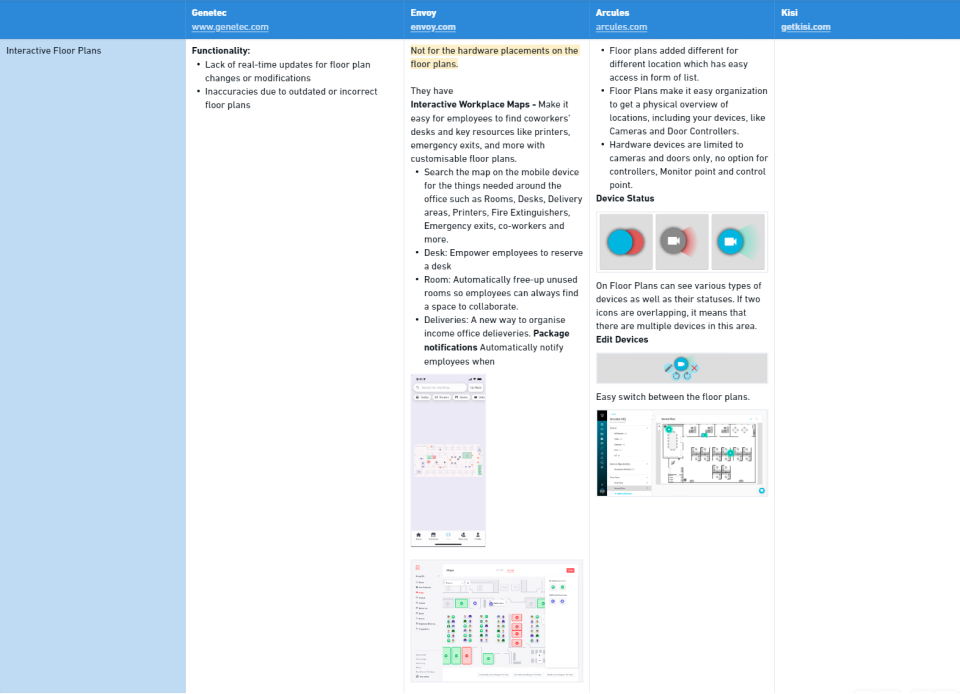 Genetec
www.genetec.com
Envoy
envoy.com
Arcules
arcules.com
Kisi
getkisi.com
Interactive Floor Plans
Functionality:
• Lack of real-time updates for floor plan
changes or modifications
• Inaccuracies due to outdated or incorrect
floor plans
Not for the hardware placements on the
floor plans.
They have
Interactive Workplace Maps - Make it
easy for employees to find coworkers'
desks and key resources like printers,
emergency exits, and more with
customisable floor plans.
• Search the map on the mobile device
for the things needed around the
office such as Rooms, Desks, Delivery
areas, Printers, Fire Extinguishers,
Emergency exits, co-workers and
more.
• Desk: Empower employees to reserve
a desk
• Room: Automatically free-up unused
rooms so employees can always find
a space to collaborate.
• Deliveries: A new way to organise
income office delieveries. Package
notifications Automatically notify
employees when
• Floor plans added different for
different location which has easy
access in form of list.
• Floor Plans make it easy organization
to get a physical overview of
locations, including your devices, like
Cameras and Door Controllers.
• Hardware devices are limited to
cameras and doors only, no option for
controllers, Monitor point and control
point.
Device Status
On Floor Plans can see various types of
devices as well as their statuses. If two
icons are overlapping, it means that
there are multiple devices in this area.
Edit Devices
Easy switch between the floor plans.